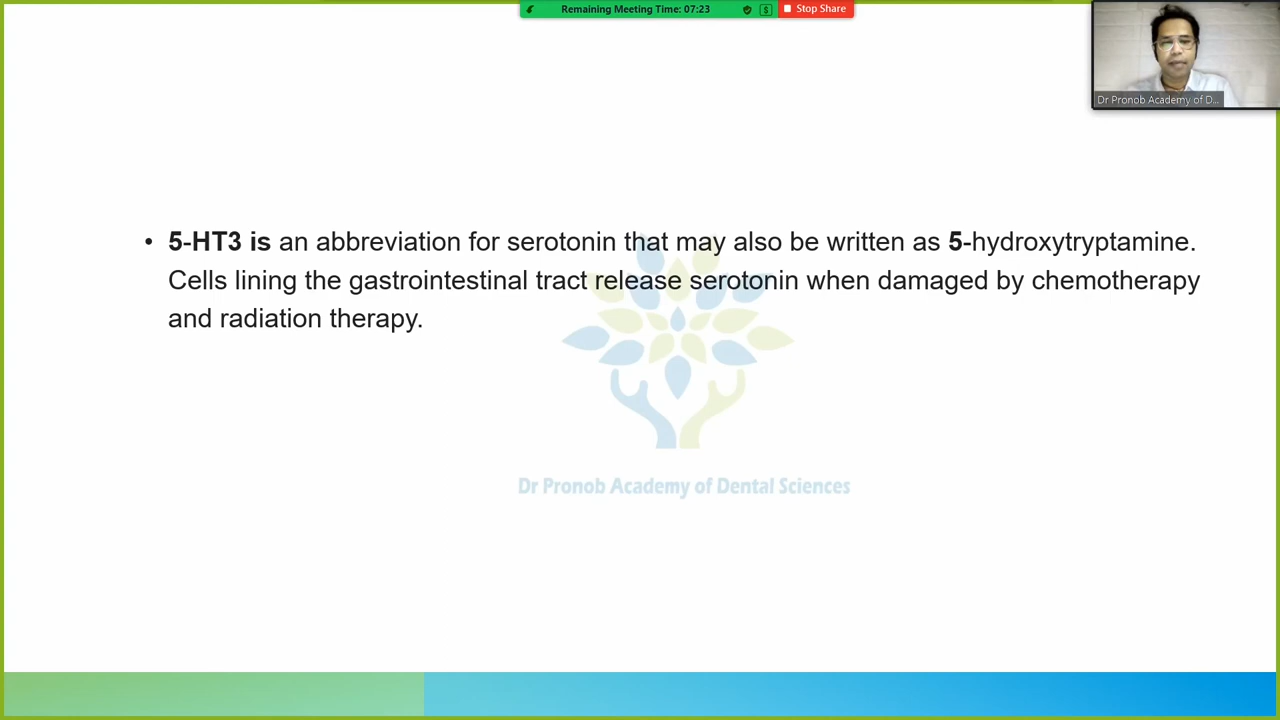 Remaining Meeting Time: 07:23
Stop Share
Dr Pronob Academy of D...
• 5-HT3 is an abbreviation for serotonin that may also be written as 5-hydroxytryptamine.
Cells lining the gastrointestinal tract release serotonin when damaged by chemotherapy
and radiation therapy.
Dr Pronob Academy of Dental Sciences